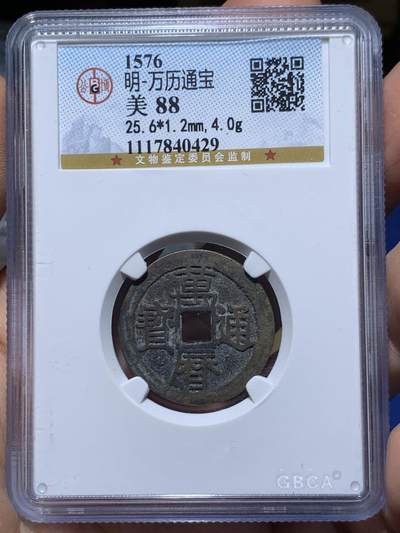 1576
明-万历通宝
美 88
25.6*1.2mm,4.0g
1117840429
★ 文物鉴定委员会监制 ★
萬
寳 通
曆
GBCA